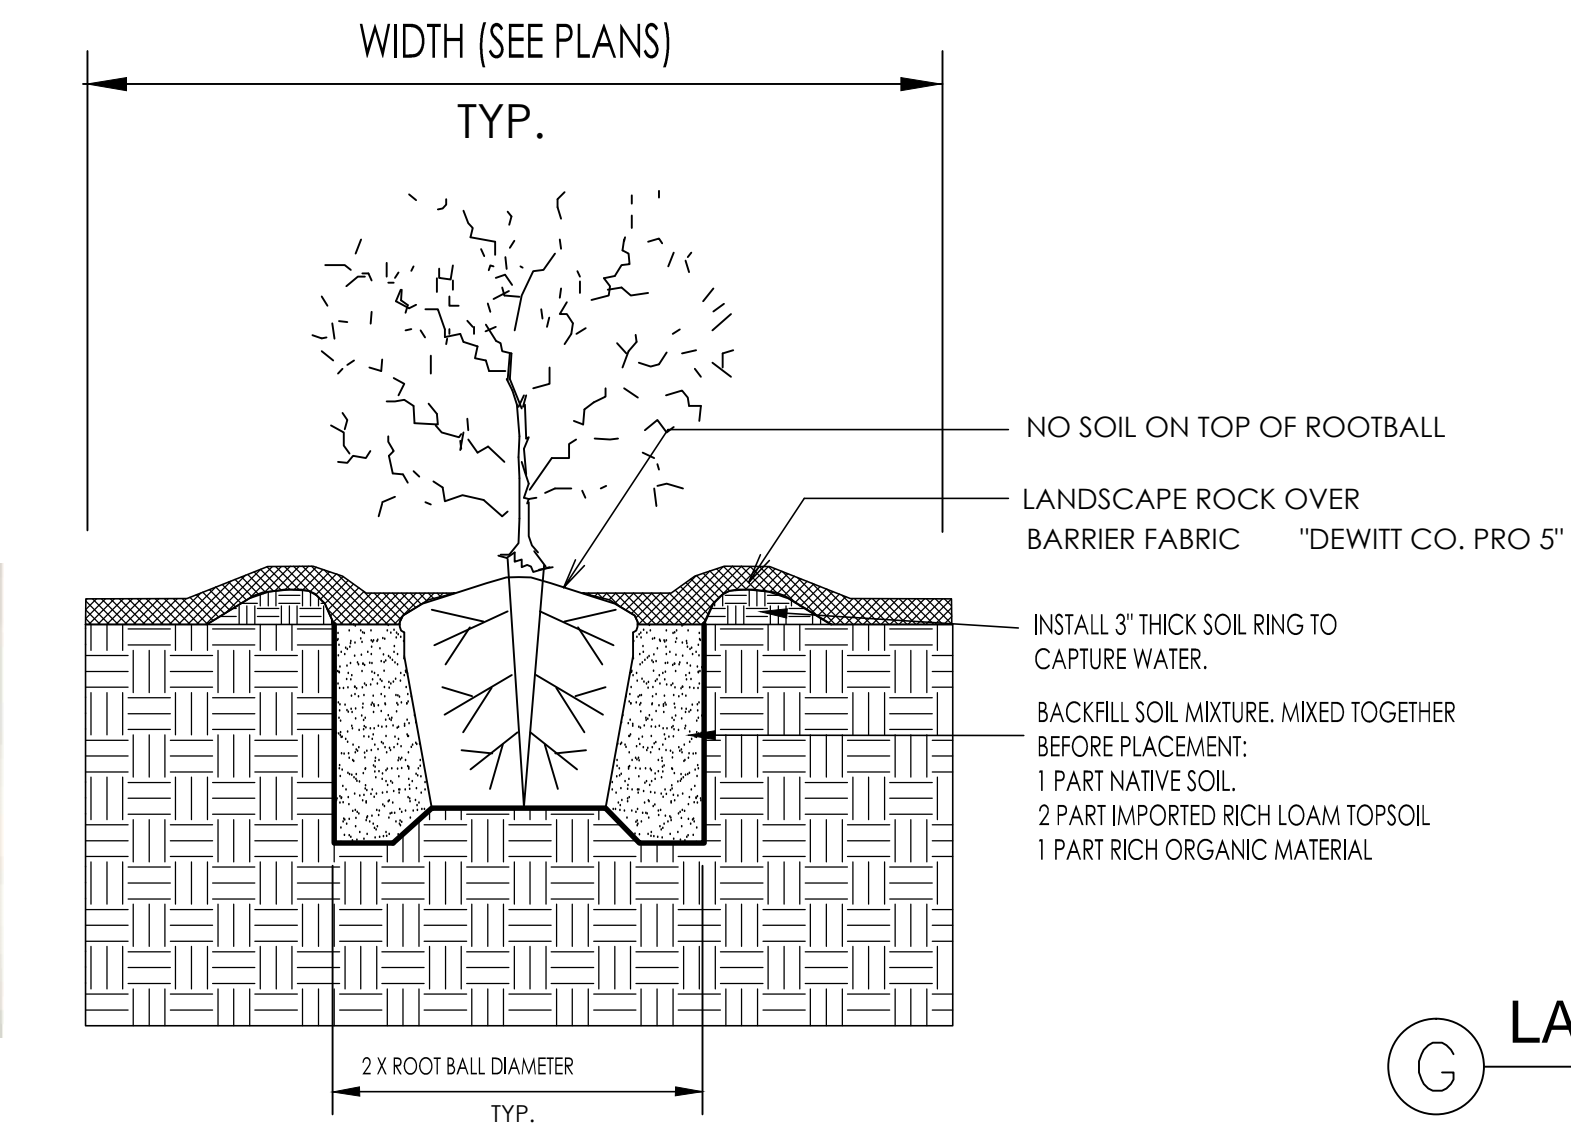 WIDTH (SEE PLANS)
TYP.
NO SOIL ON TOP OF ROOTBALL
LANDSCAPE ROCK OVER
BARRIER FABRIC "DEWITT CO. PRO 5"
INSTALL 3" THICK SOIL RING TO
CAPTURE WATER.
BACKFILL SOIL MIXTURE. MIXED TOGETHER
BEFORE PLACEMENT:
1 PART NATIVE SOIL.
2 PART IMPORTED RICH LOAM TOPSOIL
1 PART RICH ORGANIC MATERIAL
2 X ROOT BALL DIAMETER
TYP.
G
LA